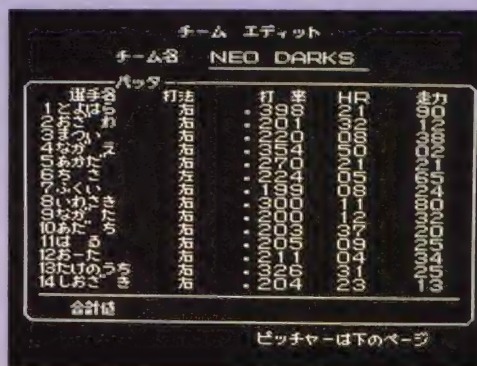 チーム エディット
チーム名 NEO DARKS
バッター
選手名 打法 打 率 HR 走力
1とよはら 右 .398 21 90
2おざ わ 右 .201 32 12
3まつい 右 .220 08 38
4なが え 右 .354 50 02
5あかだ 右 .270 21 21
6ち ざ 左 .224 05 65
7ふくい 右 .199 08 24
8いわさき 右 .300 11 80
9なか た 右 .200 12 32
10あだ ち 右 .203 37 20
11は る 右 .205 09 25
12おーた 右 .211 04 34
13たけのうち 右 .326 31 25
14しおざ き 右 .204 23 13
合計値
ピッチャーは下のページ